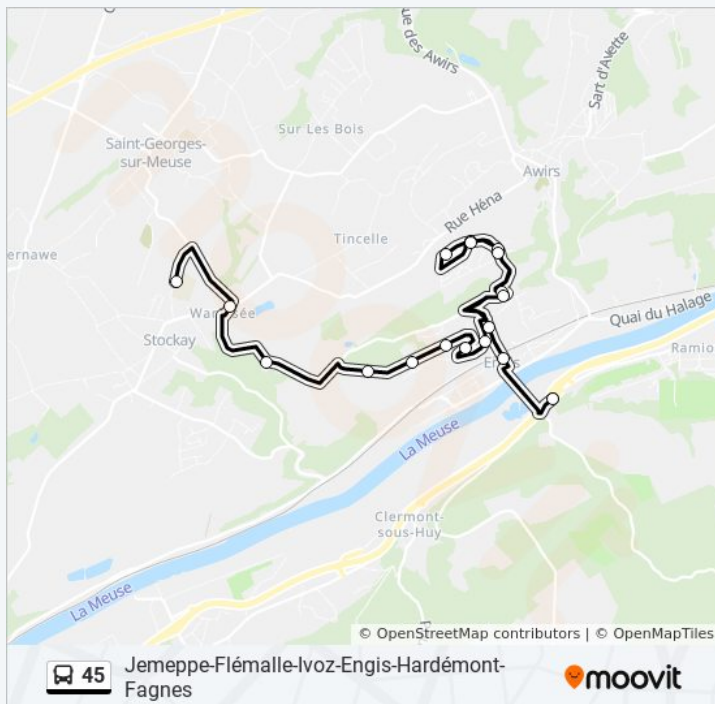 ue des Awirs
Sart d'Avette
Sur Les Bois
Saint-Georges-
sur-Meuse
Awirs
Rue Héna
Tincelle
ernawe
Quai du Halage
Stockay
Ramio
La Meuse
Clermont-
sous-Huy
La Meuse
© OpenStreetMap contributors | © OpenMapTiles
45
Jemeppe-Flémalle-Ivoz-Engis-Hardémont-
Fagnes
moovit